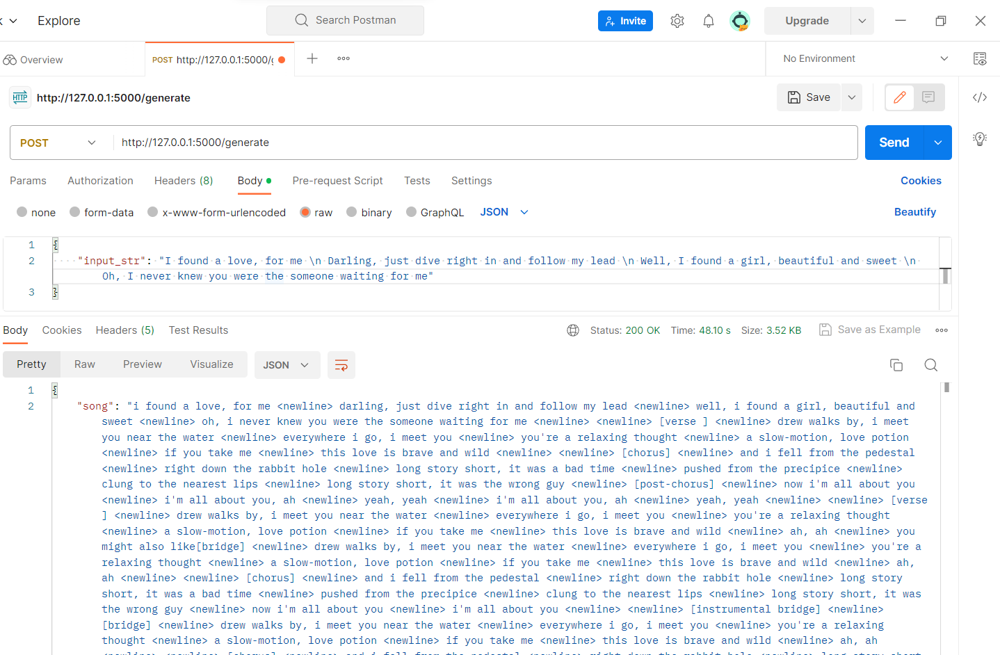 Explore
Search Postman
Invite
Upgrade
Overview
POST http://127.0.0.1:5000/
No Environment
HTTP http://127.0.0.1:5000/generate
Save
POST http://127.0.0.1:5000/generate
Send
Params Authorization Headers (8) Body Pre-request Script Tests Settings
Cookies
none form-data x-www-form-urlencoded raw binary GraphQL JSON
Beautify
1 {
2 "input_str": "I found a love, for me \n Darling, just dive right in and follow my lead \n Well, I found a girl, beautiful and sweet \n
Oh, I never knew you were the someone waiting for me"
3 }
Body Cookies Headers (5) Test Results
Status: 200 OK Time: 48.10 s Size: 3.52 KB Save as Example
Pretty Raw Preview Visualize JSON
1 {
2 "song": "i found a love, for me <newline> darling, just dive right in and follow my lead <newline> well, i found a girl, beautiful and
sweet <newline> oh, i never knew you were the someone waiting for me <newline> <newline> [verse ] <newline> drew walks by, i meet
you near the water <newline> everywhere i go, i meet you <newline> you're a relaxing thought <newline> a slow-motion, love potion
<newline> if you take me <newline> this love is brave and wild <newline> <newline> [chorus] <newline> and i fell from the pedestal
<newline> right down the rabbit hole <newline> long story short, it was a bad time <newline> pushed from the precipice <newline>
clung to the nearest lips <newline> long story short, it was the wrong guy <newline> [post-chorus] <newline> now i'm all about you
<newline> i'm all about you, ah <newline> yeah, yeah <newline> i'm all about you, ah <newline> yeah, yeah <newline> <newline> [verse
] <newline> drew walks by, i meet you near the water <newline> everywhere i go, i meet you <newline> you're a relaxing thought
<newline> a slow-motion, love potion <newline> if you take me <newline> this love is brave and wild <newline> ah, ah <newline> you
might also like[bridge] <newline> drew walks by, i meet you near the water <newline> everywhere i go, i meet you <newline> you're a
relaxing thought <newline> a slow-motion, love potion <newline> if you take me <newline> this love is brave and wild <newline> ah,
ah <newline> <newline> [chorus] <newline> and i fell from the pedestal <newline> right down the rabbit hole <newline> long story
short, it was a bad time <newline> pushed from the precipice <newline> clung to the nearest lips <newline> long story short, it was
the wrong guy <newline> now i'm all about you <newline> i'm all about you <newline> <newline> [instrumental bridge] <newline>
[bridge] <newline> drew walks by, i meet you near the water <newline> everywhere i go, i meet you <newline> you're a relaxing
thought <newline> a slow-motion, love potion <newline> if you take me <newline> this love is brave and wild <newline> ah, ah
<newline> <newline> [chorus] <newline> and i fell from the pedestal <newline> right down the rabbit hole <newline> long story short